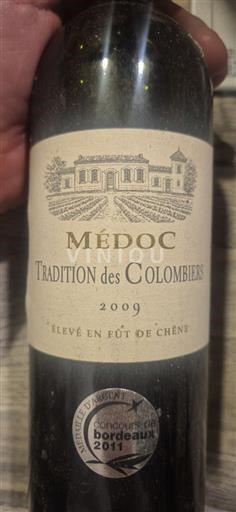 MÉDOC
VINIOU
TRADITION des COLOMBIERS
2009
ÉLEVÉ EN FÛT DE CHÊNE
MÉDAILLE D'ARGENT
concours de
bordeaux
2011